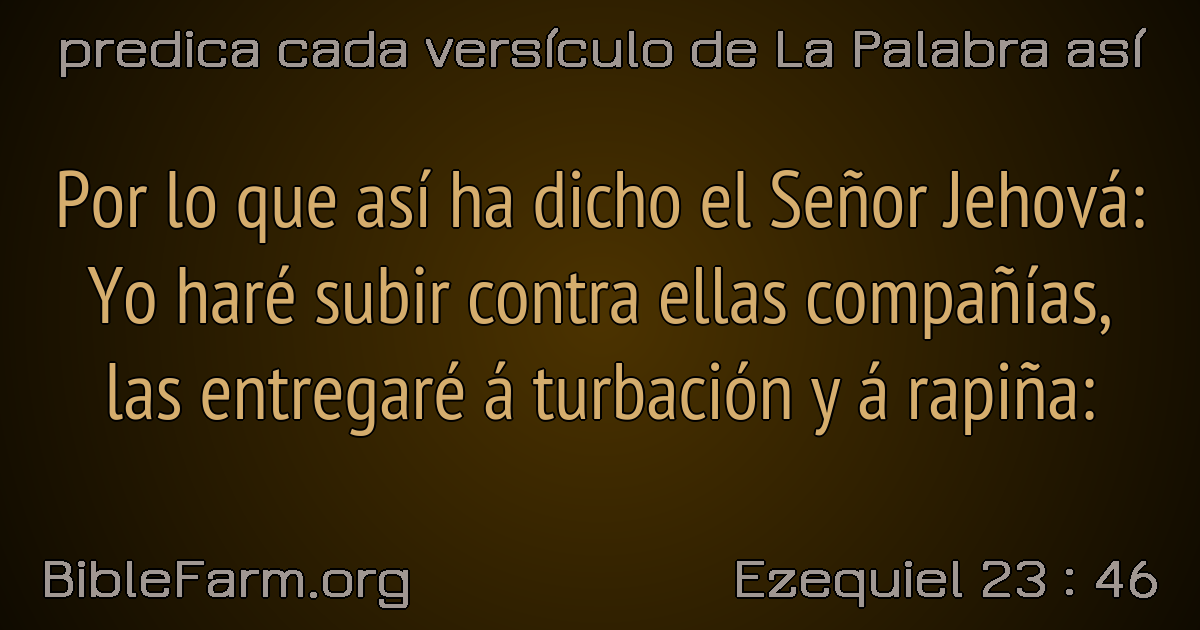 predica cada versículo de La Palabra así
Por lo que así ha dicho el Señor Jehová:
Yo haré subir contra ellas compañías,
las entregaré á turbación y á rapiña:
BibleFarm.org
Ezequiel 23 : 46